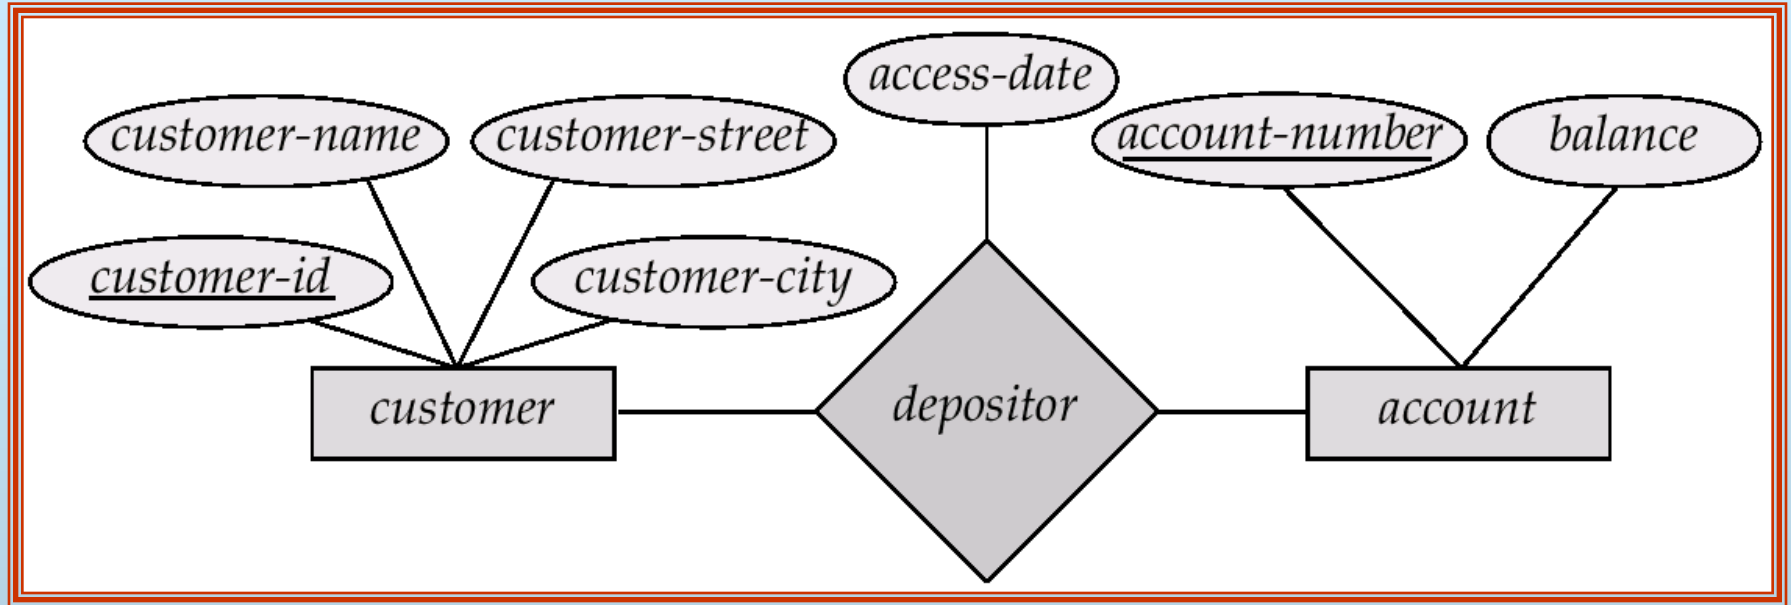 access-date
customer-name
customer-street
account-number
balance
customer-id
customer-city
customer
depositor
account